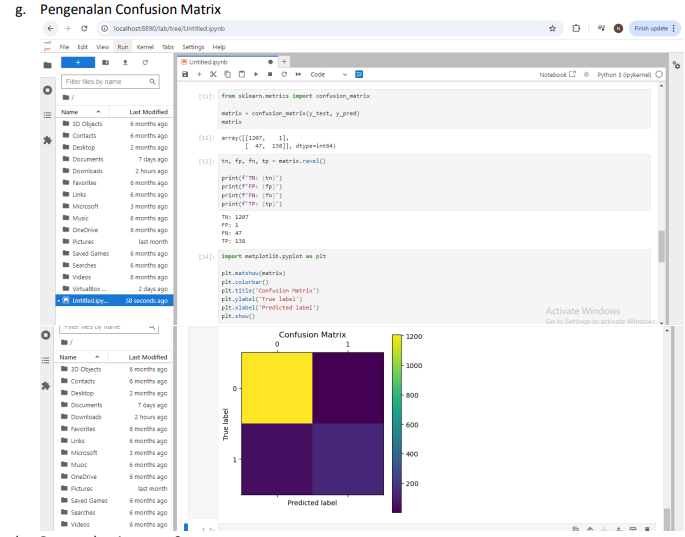 g. Pengenalan Confusion Matrix
localhost:8890/lab/tree/Untitled.ipynb
N
Finish update
File Edit View Run Kernel Tabs Settings Help
Filter files by name
/
Name Last Modified
3D Objects 6 months ago
Contacts 6 months ago
Desktop 2 months ago
Documents 7 days ago
Downloads 2 hours ago
Favorites 6 months ago
Links 6 months ago
Microsoft 3 months ago
Music 6 months ago
OneDrive 6 months ago
Pictures last month
Saved Games 6 months ago
Searches 6 months ago
Videos 6 months ago
VirtualBox ... 2 days ago
Untitled.ipy... 58 seconds ago
Untitled.ipynb
Code
Notebook
Python 3 (ipykernel)
[11]: from sklearn.metrics import confusion_matrix
matrix = confusion_matrix(y_test, y_pred)
matrix
[11]: array([[1207, 1],
[ 47, 138]], dtype=int64)
[12]: tn, fp, fn, tp = matrix.ravel()
print(f'TN: {tn}')
print(f'FP: {fp}')
print(f'FN: {fn}')
print(f'TP: {tp}')
TN: 1207
FP: 1
FN: 47
TP: 138
[14]: import matplotlib.pyplot as plt
plt.matshow(matrix)
plt.colorbar()
plt.title('Confusion Matrix')
plt.ylabel('True label')
plt.xlabel('Predicted label')
plt.show()
Activate Windows
Go to Settings to activate Windows.
Filter files by name
/
Name Last Modified
3D Objects 6 months ago
Contacts 6 months ago
Desktop 2 months ago
Documents 7 days ago
Downloads 2 hours ago
Favorites 6 months ago
Links 6 months ago
Microsoft 3 months ago
Music 6 months ago
OneDrive 6 months ago
Pictures last month
Saved Games 6 months ago
Searches 6 months ago
Videos 6 months ago
Confusion Matrix
0 1
0
1
True label
Predicted label
1200
1000
800
600
400
200